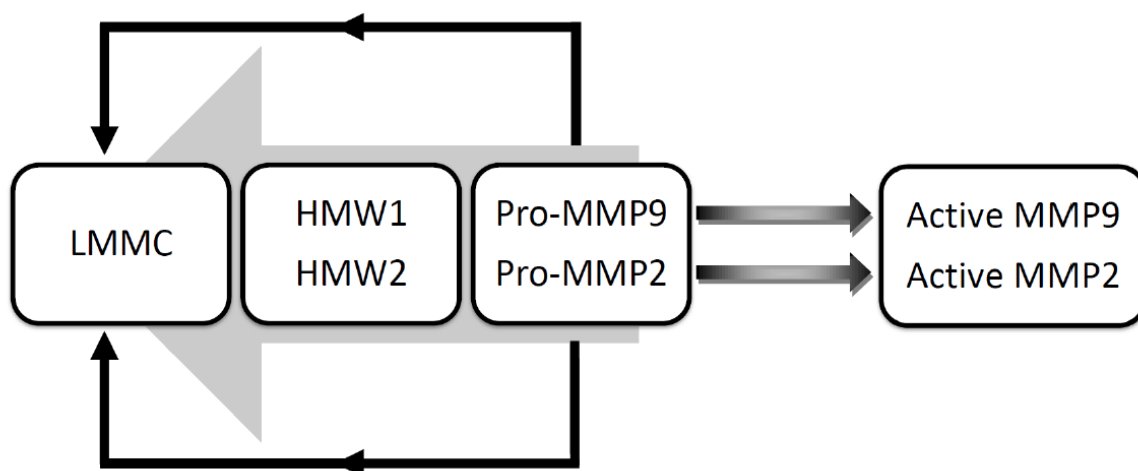 LMMC
HMW1
HMW2
Pro-MMP9
Pro-MMP2
Active MMP9
Active MMP2